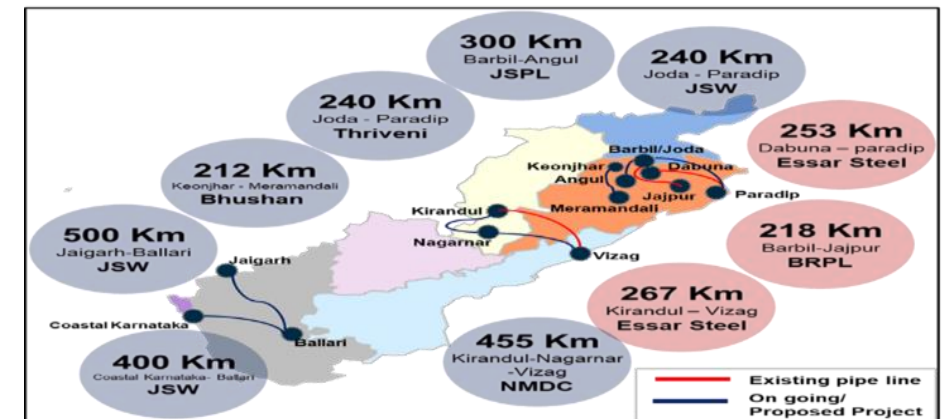 300 Km
Barbil-Angul
JSPL
240 Km
Joda - Paradip
JSW
240 Km
Joda - Paradip
Thriveni
253 Km
Dabuna – paradip
Essar Steel
212 Km
Keonjhar - Meramandali
Bhushan
Barbil/Joda
Keonjhar
Dabuna
Angul
Jajpur
Paradip
Meramandali
Kirandul
Nagarnar
Vizag
218 Km
Barbil-Jajpur
BRPL
500 Km
Jaigarh-Ballari
JSW
Jaigarh
267 Km
Kirandul – Vizag
Essar Steel
Coastal Karnataka
Ballari
455 Km
Kirandul-Nagarnar
-Vizag
NMDC
400 Km
Coastal Karnataka- Ballari
JSW
Existing pipe line
On going/
Proposed Project